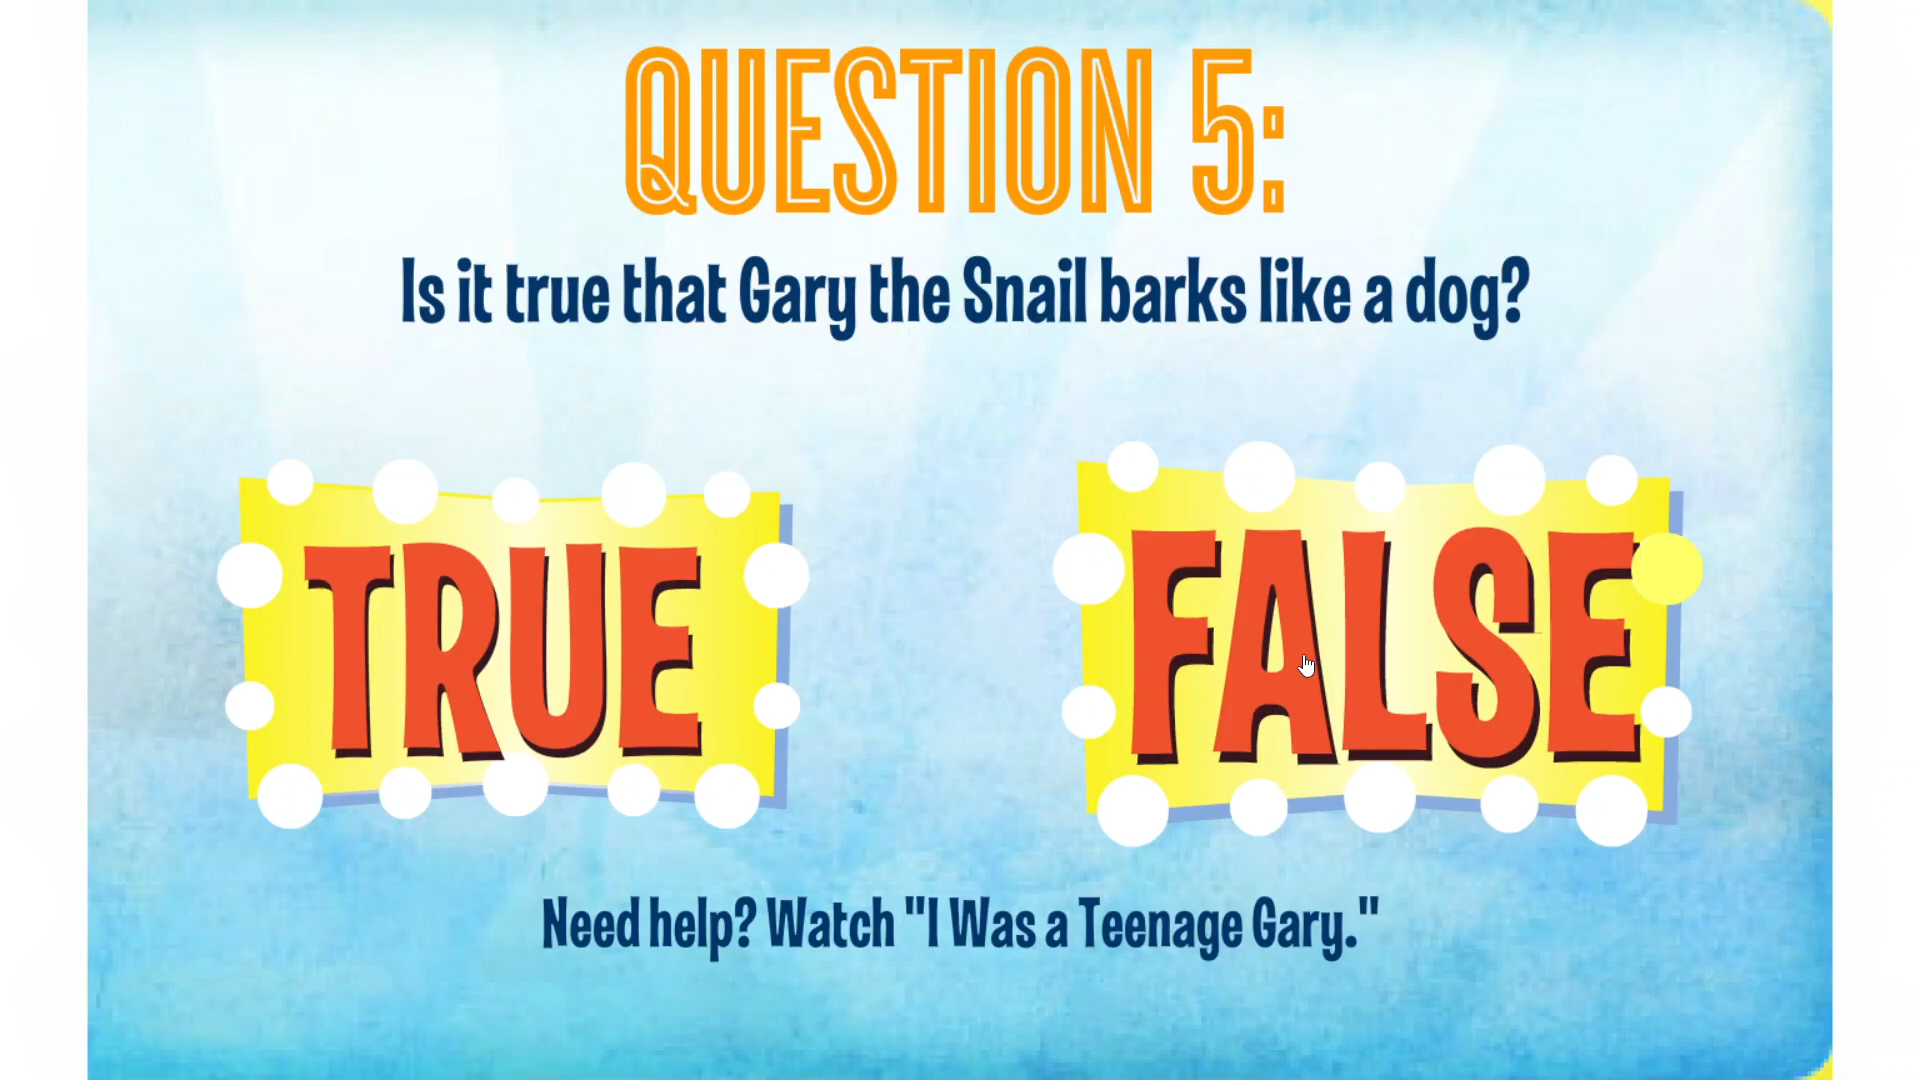 QUESTION 5:
Is it true that Gary the Snail barks like a dog?
TRUE
FALSE
Need help? Watch "I Was a Teenage Gary."